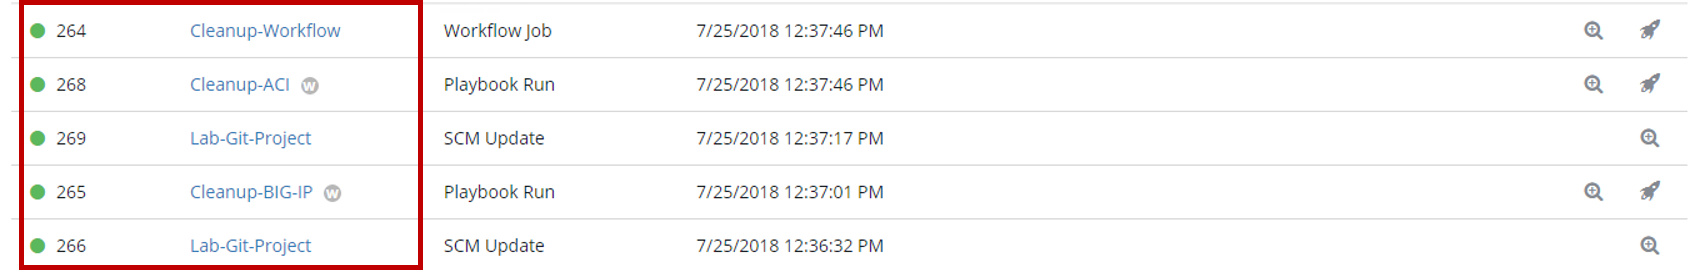 264 Cleanup-Workflow Workflow Job 7/25/2018 12:37:46 PM
268 Cleanup-ACI W Playbook Run 7/25/2018 12:37:46 PM
269 Lab-Git-Project SCM Update 7/25/2018 12:37:17 PM
265 Cleanup-BIG-IP W Playbook Run 7/25/2018 12:37:01 PM
266 Lab-Git-Project SCM Update 7/25/2018 12:36:32 PM